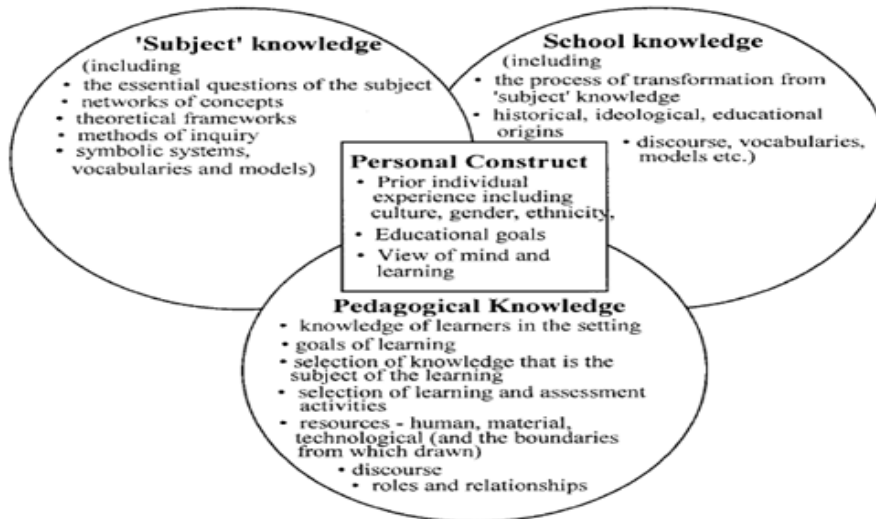 'Subject' knowledge
(including
• the essential questions of the subject
• networks of concepts
• theoretical frameworks
• methods of inquiry
• symbolic systems,
vocabularies and models)
School knowledge
(including
• the process of transformation from
'subject' knowledge
• historical, ideological, educational
origins
• discourse, vocabularies,
models etc.)
Personal Construct
• Prior individual
experience including
culture, gender, ethnicity,
• Educational goals
• View of mind and
learning
Pedagogical Knowledge
• knowledge of learners in the setting
• goals of learning
• selection of knowledge that is the
subject of the learning
• selection of learning and assessment
activities
• resources - human, material,
technological (and the boundaries
from which drawn)
• discourse
• roles and relationships